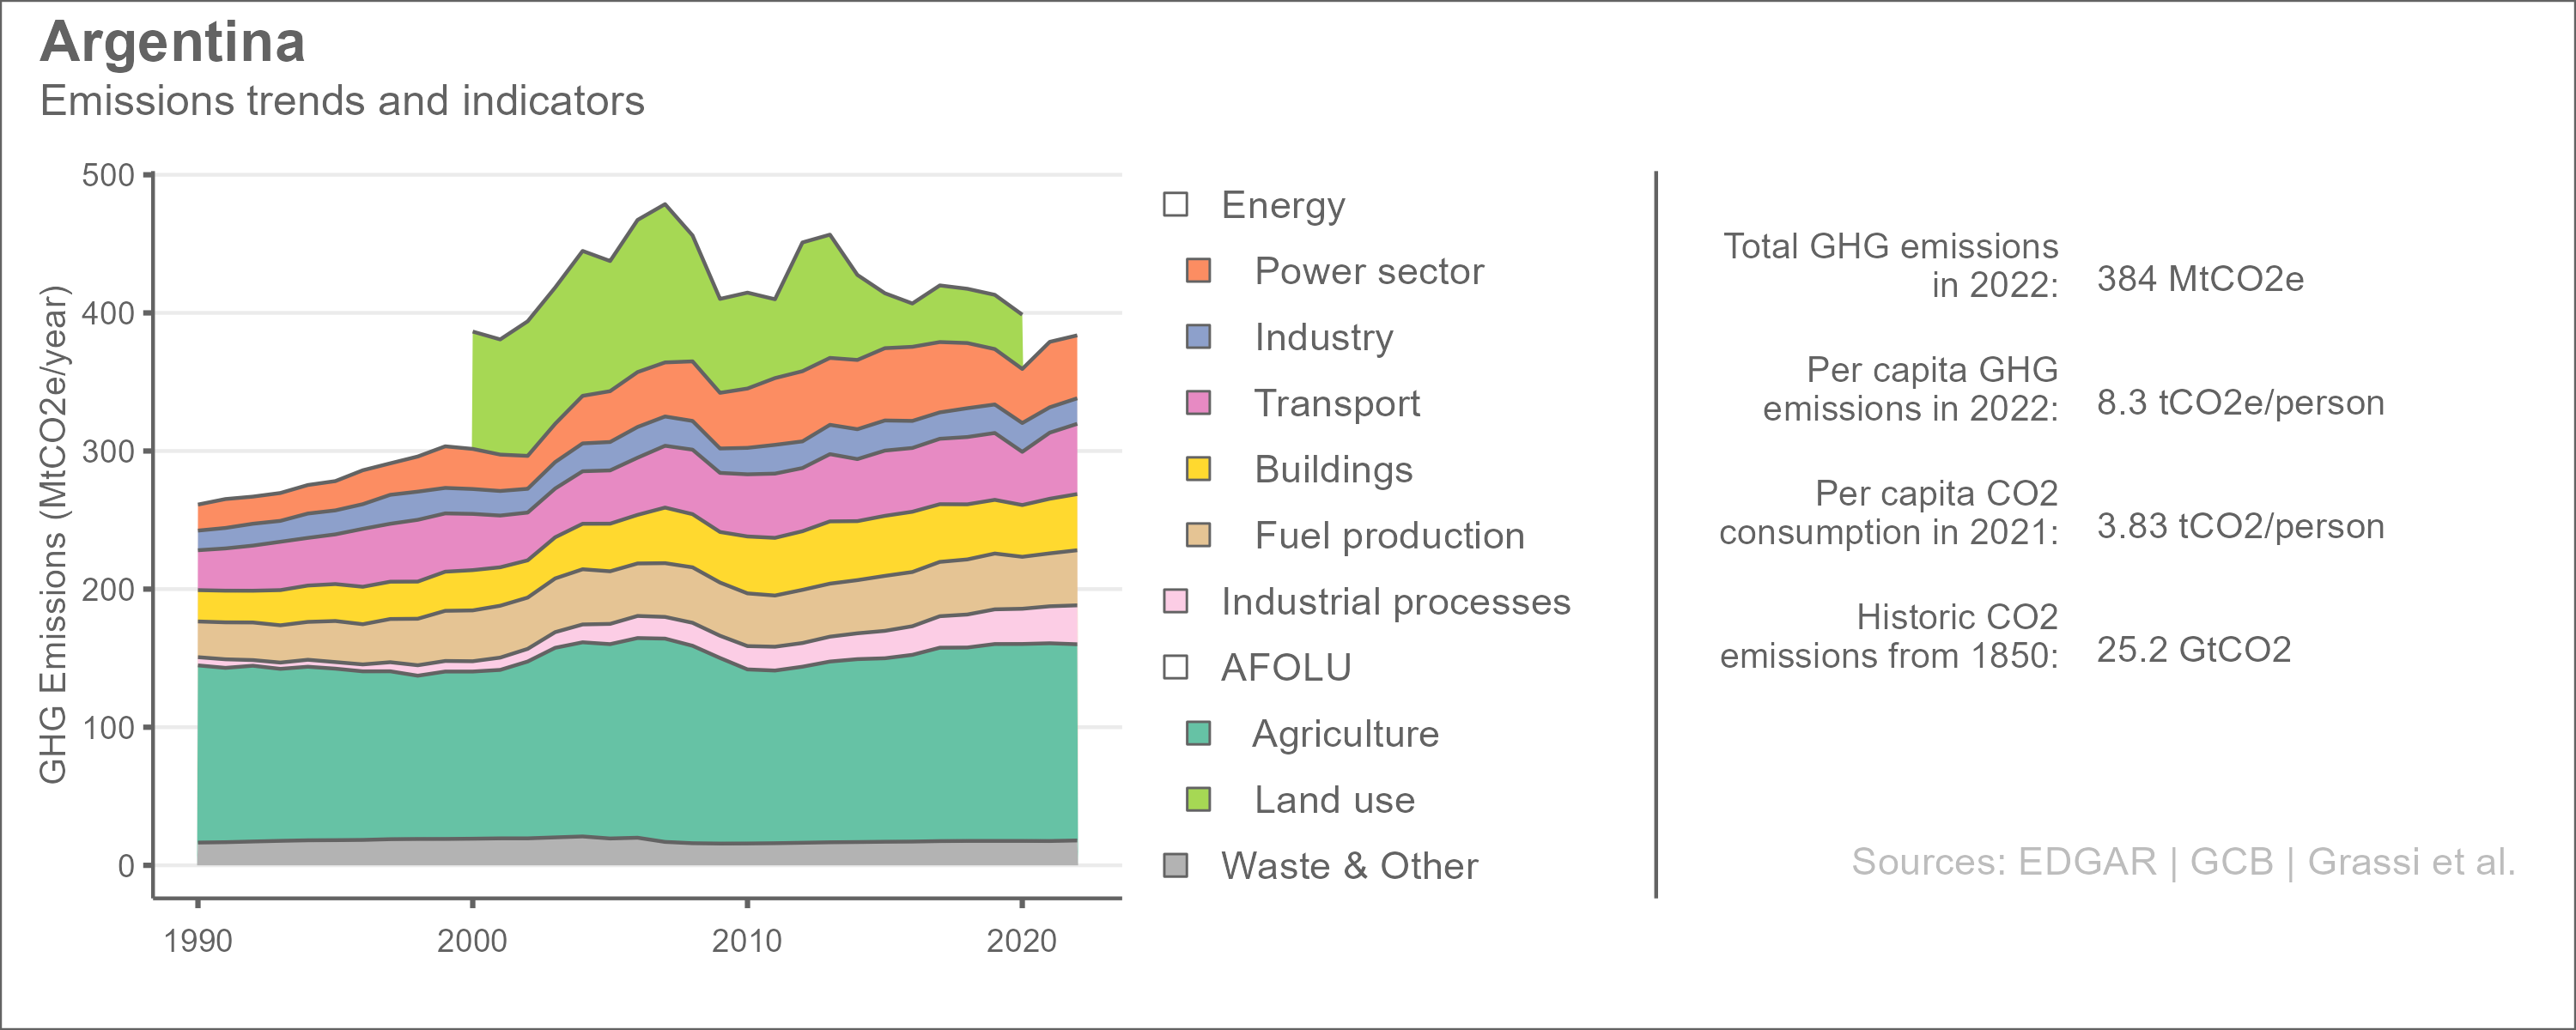 Argentina
Emissions trends and indicators
GHG Emissions (MtCO2e/year)
500
400
300
200
100
0
1990
2000
2010
2020
Energy
Power sector
Industry
Transport
Buildings
Fuel production
Industrial processes
AFOLU
Agriculture
Land use
Waste & Other
Total GHG emissions
in 2022:
384 MtCO2e
Per capita GHG
emissions in 2022:
8.3 tCO2e/person
Per capita CO2
consumption in 2021:
3.83 tCO2/person
Historic CO2
emissions from 1850:
25.2 GtCO2
Sources: EDGAR | GCB | Grassi et al.